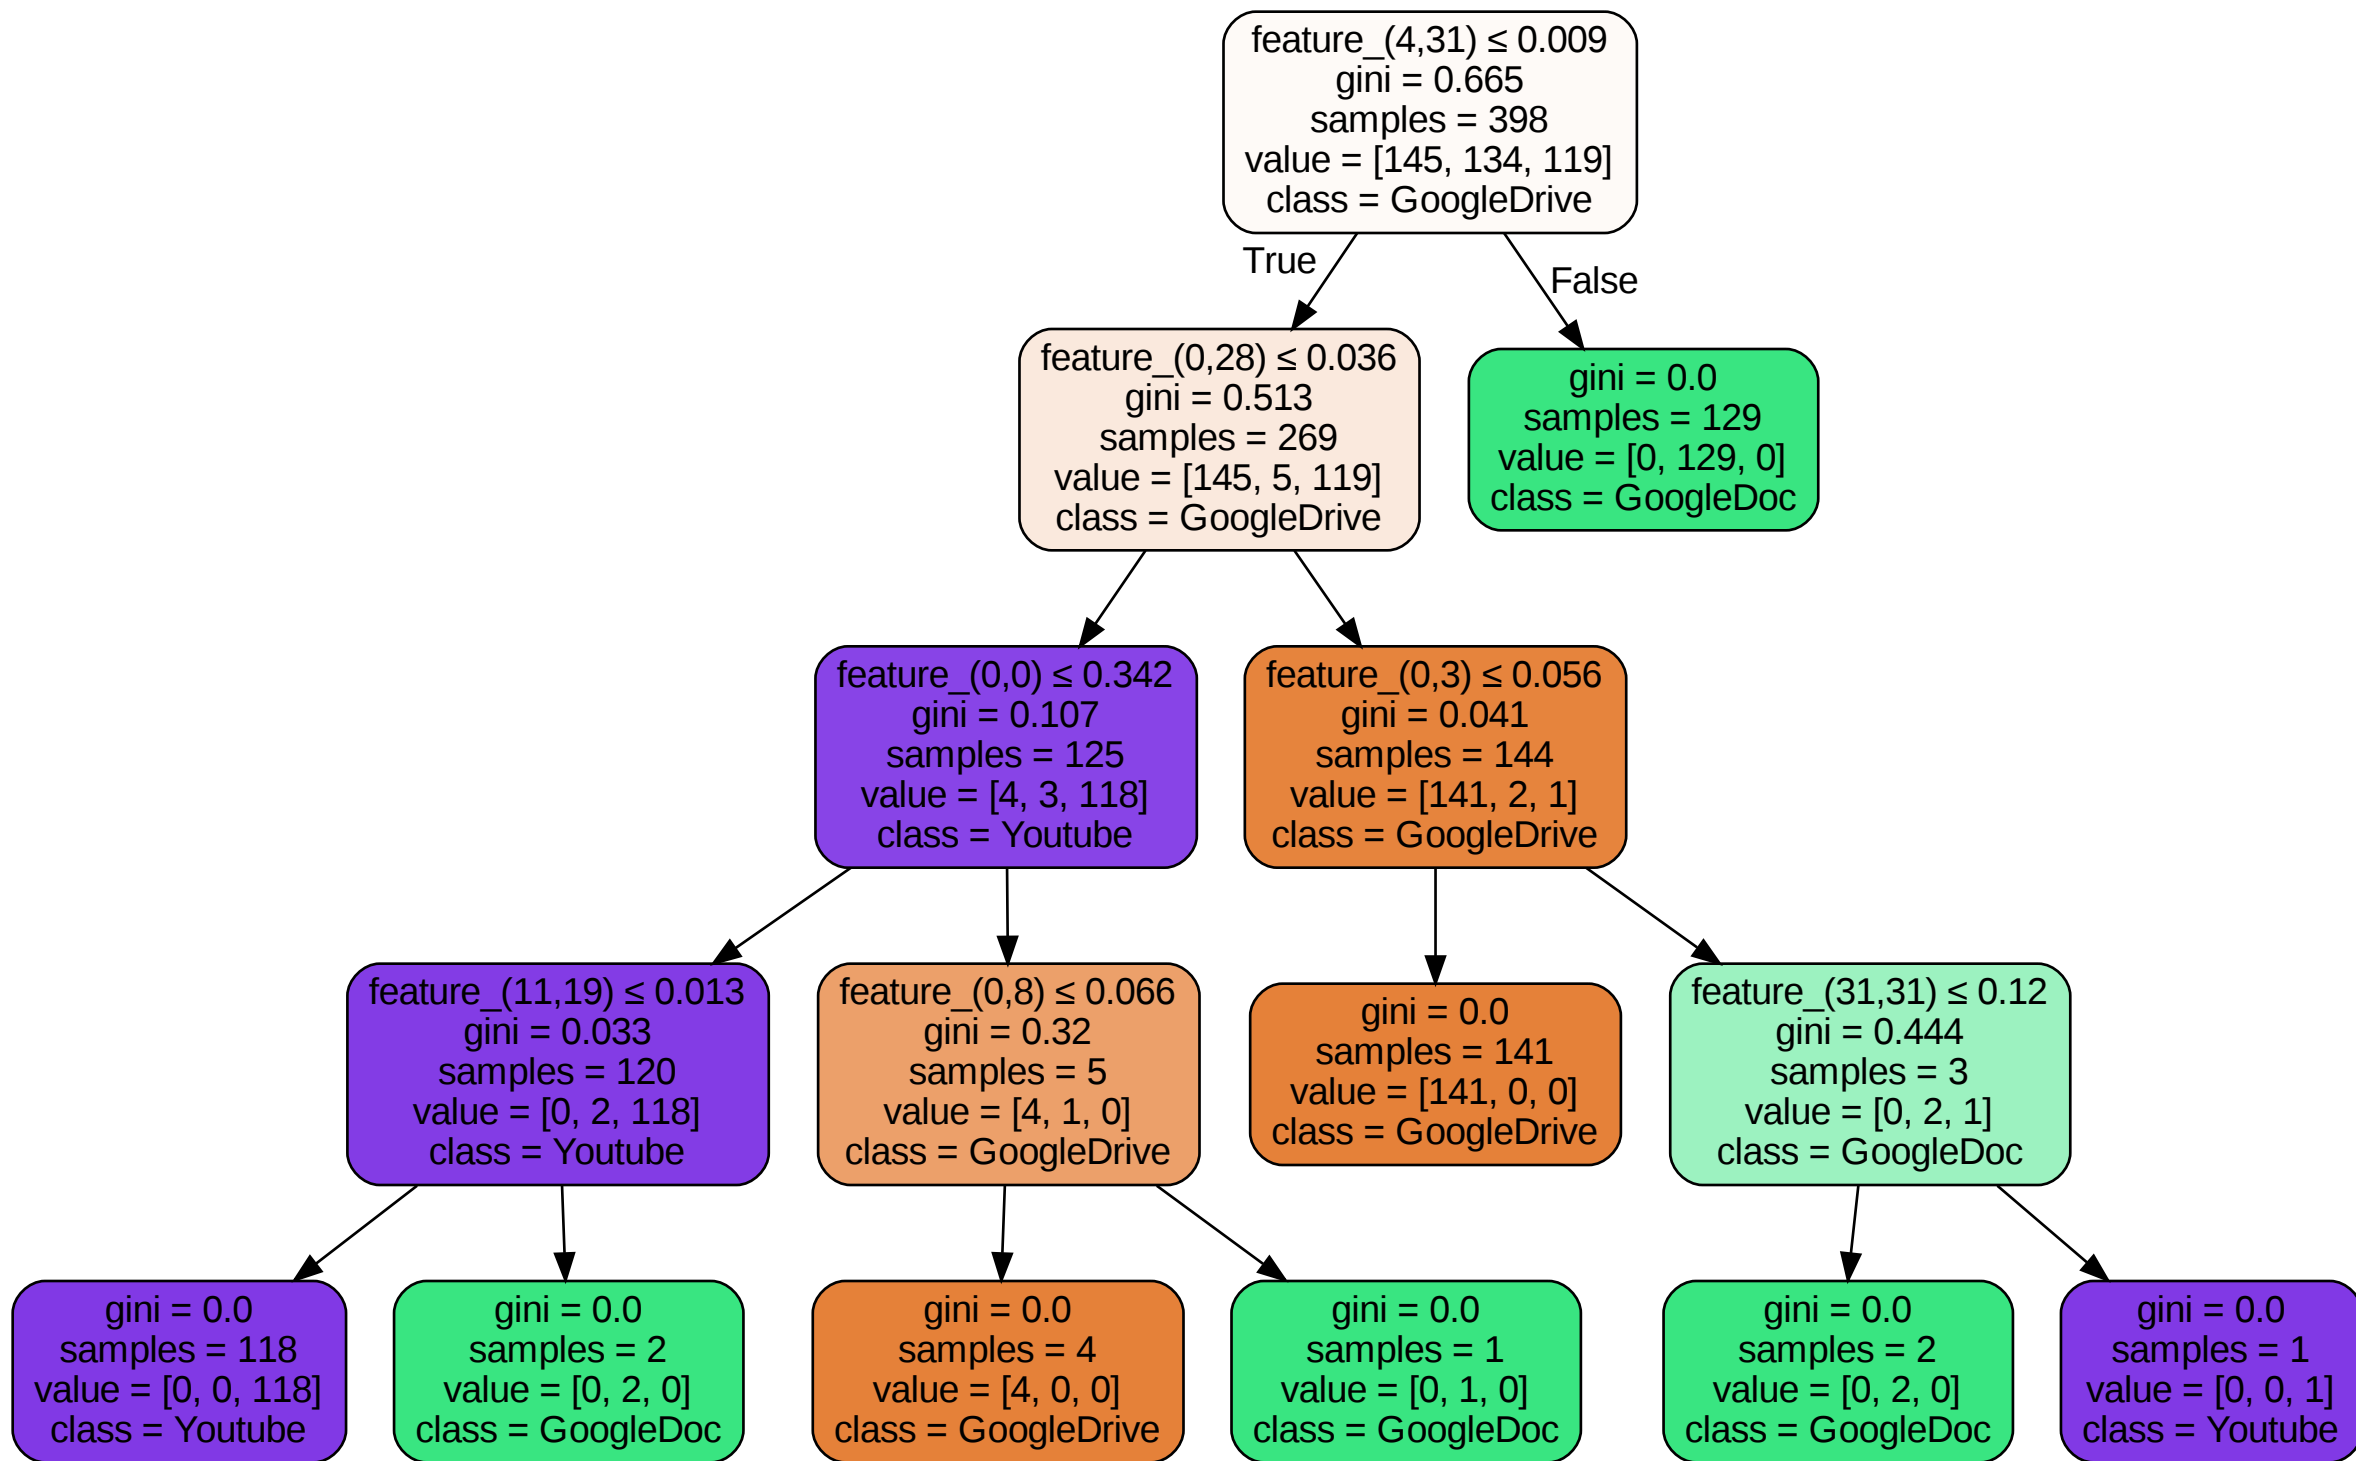 feature_(4,31) ≤ 0.009
gini = 0.665
samples = 398
value = [145, 134, 119]
class = GoogleDrive
True
False
feature_(0,28) ≤ 0.036
gini = 0.513
samples = 269
value = [145, 5, 119]
class = GoogleDrive
gini = 0.0
samples = 129
value = [0, 129, 0]
class = GoogleDoc
feature_(0,0) ≤ 0.342
gini = 0.107
samples = 125
value = [4, 3, 118]
class = Youtube
feature_(0,3) ≤ 0.056
gini = 0.041
samples = 144
value = [141, 2, 1]
class = GoogleDrive
feature_(11,19) ≤ 0.013
gini = 0.033
samples = 120
value = [0, 2, 118]
class = Youtube
feature_(0,8) ≤ 0.066
gini = 0.32
samples = 5
value = [4, 1, 0]
class = GoogleDrive
gini = 0.0
samples = 141
value = [141, 0, 0]
class = GoogleDrive
feature_(31,31) ≤ 0.12
gini = 0.444
samples = 3
value = [0, 2, 1]
class = GoogleDoc
gini = 0.0
samples = 118
value = [0, 0, 118]
class = Youtube
gini = 0.0
samples = 2
value = [0, 2, 0]
class = GoogleDoc
gini = 0.0
samples = 4
value = [4, 0, 0]
class = GoogleDrive
gini = 0.0
samples = 1
value = [0, 1, 0]
class = GoogleDoc
gini = 0.0
samples = 2
value = [0, 2, 0]
class = GoogleDoc
gini = 0.0
samples = 1
value = [0, 0, 1]
class = Youtube